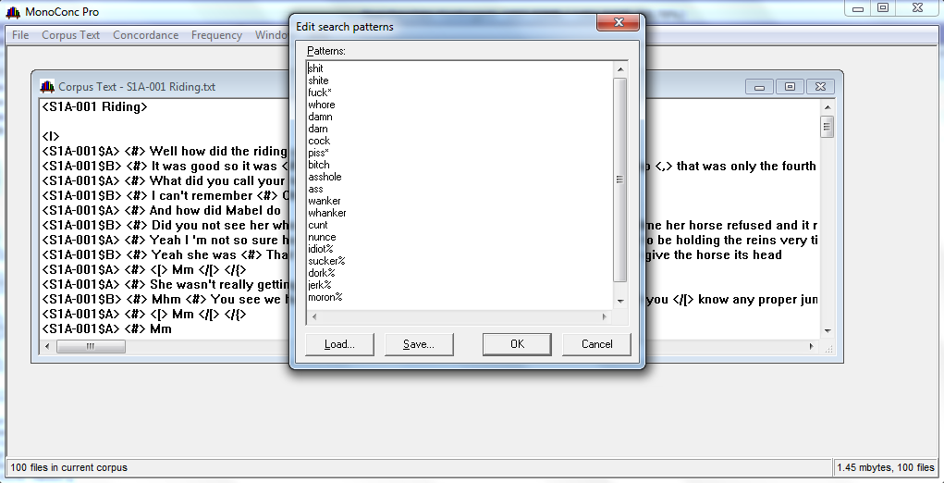 MonoConc Pro
File Corpus Text Concordance Frequency Windo
Corpus Text - S1A-001 Riding.txt
<S1A-001 Riding>
<I>
<S1A-001$A> <#> Well how did the riding
<S1A-001$B> <#> It was good so it was < <,> that was only the fourth
<S1A-001$A> <#> What did you call your
<S1A-001$B> <#> I can't remember <#>
<S1A-001$A> <#> And how did Mabel do
<S1A-001$B> <#> Did you not see her wh me her horse refused and it r
<S1A-001$A> <#> Yeah I 'm not so sure h to be holding the reins very ti
<S1A-001$B> <#> Yeah she was <#> Tha give the horse its head
<S1A-001$A> <#> <[> Mm </[> </{>
<S1A-001$A> <#> She wasn't really gettin
<S1A-001$B> <#> Mhm <#> You see we h you </[> know any proper jun
<S1A-001$A> <#> <[> Mm </[> </{>
<S1A-001$A> <#> Mm
Edit search patterns
Patterns:
shit
shite
fuck*
whore
damn
darn
cock
piss*
bitch
asshole
ass
wanker
whanker
cunt
nunce
idiot%
sucker%
dork%
jerk%
moron%
Load... Save... OK Cancel
100 files in current corpus 1.45 mbytes, 100 files